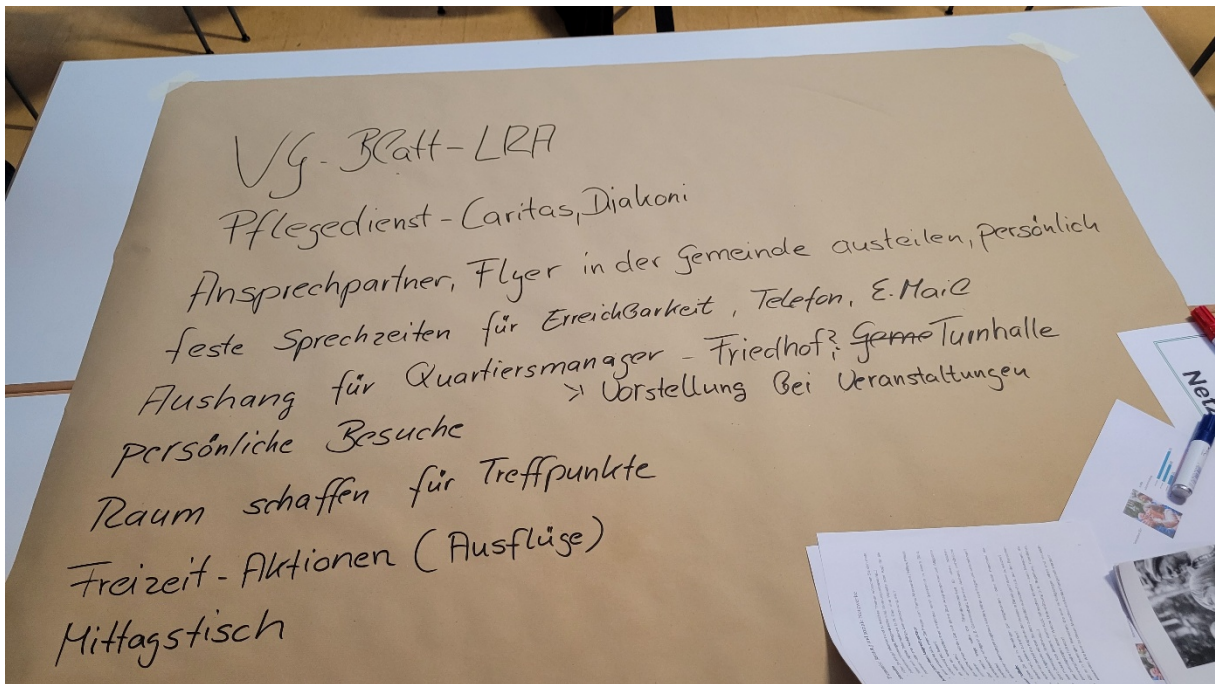 VG-Blatt-LRA
Pflegedienst-Caritas, Diakoni
Ansprechpartner, Flyer in der Gemeinde austeilen, persönlich
feste Sprechzeiten für Erreichbarkeit, Telefon, E.Mail
Aushang für Quartiersmanager - Friedhof? Geme Turnhalle
> Vorstellung bei Veranstaltungen
persönliche Besuche
Raum schaffen für Treffpunkte
Freizeit-Aktionen (Ausflüge)
Mittagstisch